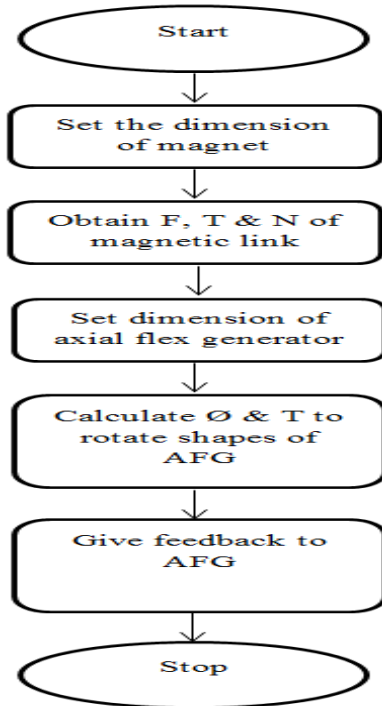 Start
Set the dimension
of magnet
Obtain F, T & N of
magnetic link
Set dimension of
axial flex generator
Calculate Ø & T to
rotate shapes of
AFG
Give feedback to
AFG
Stop